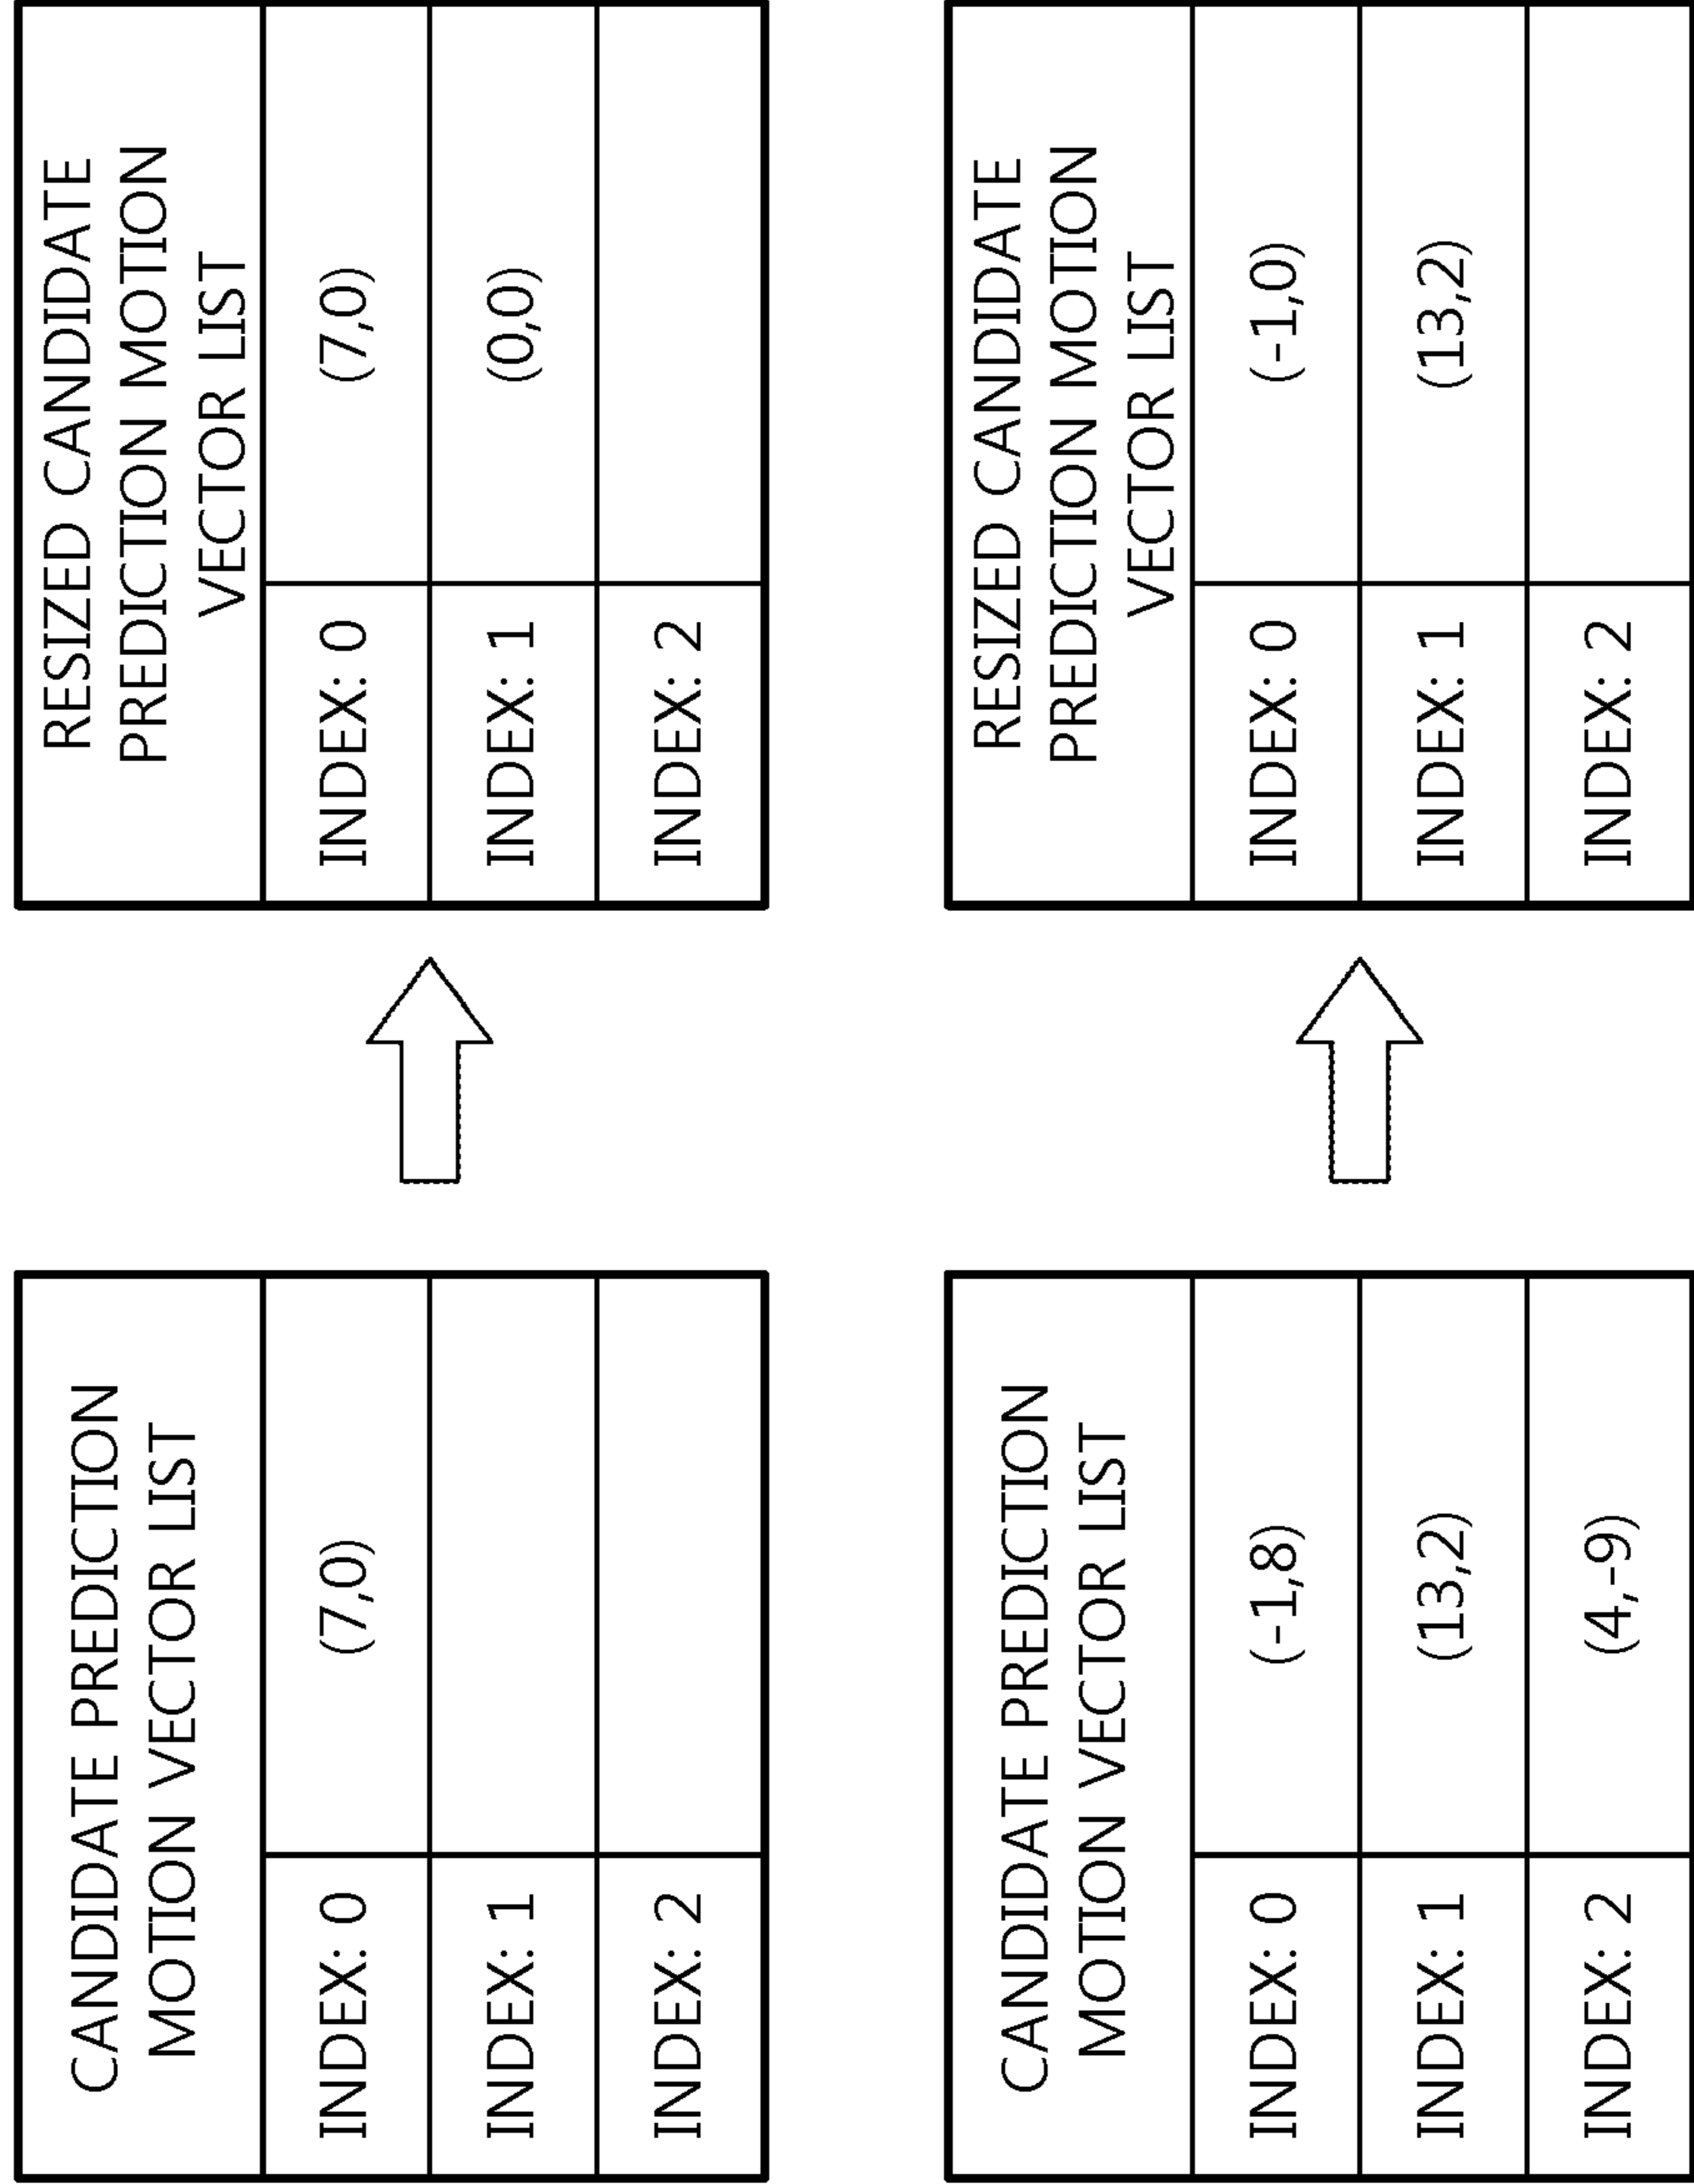 CANDIDATE PREDICTION
MOTION VECTOR LIST
INDEX: 0
(7,0)
INDEX: 1
INDEX: 2
RESIZED CANDIDATE
PREDICTION MOTION
VECTOR LIST
INDEX: 0
(7,0)
INDEX: 1
(0,0)
INDEX: 2
CANDIDATE PREDICTION
MOTION VECTOR LIST
INDEX: 0
(-1,8)
INDEX: 1
(13,2)
INDEX: 2
(4,-9)
RESIZED CANDIDATE
PREDICTION MOTION
VECTOR LIST
INDEX: 0
(-1,0)
INDEX: 1
(13,2)
INDEX: 2